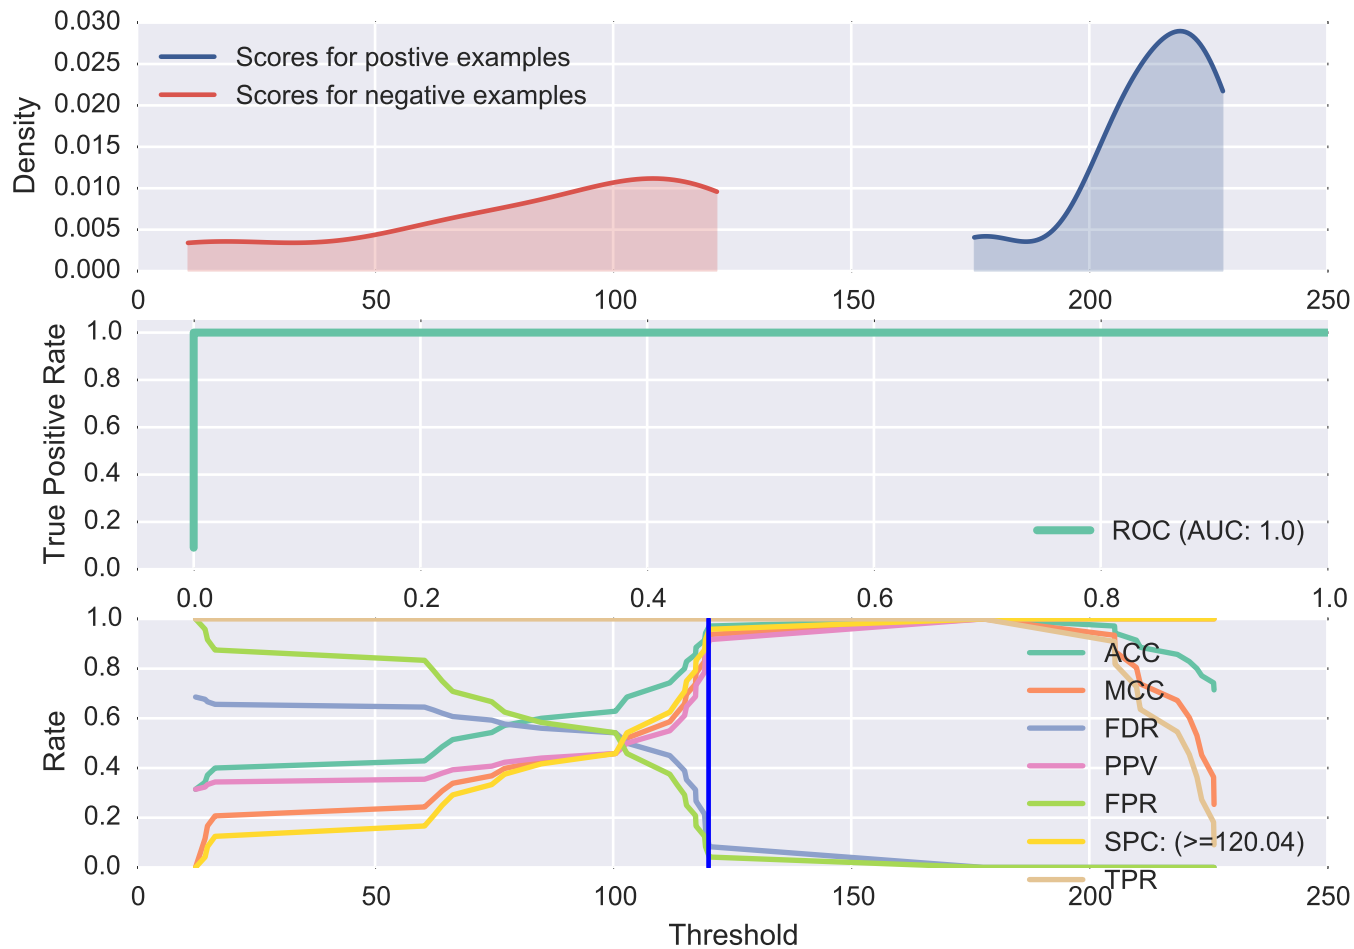 0.030
0.025
0.020
0.015
0.010
0.005
0.000
Density
Scores for postive examples
Scores for negative examples
0 50 100 150 200 250
1.0
0.8
0.6
0.4
0.2
0.0
True Positive Rate
ROC (AUC: 1.0)
0.0 0.2 0.4 0.6 0.8 1.0
1.0
0.8
0.6
0.4
0.2
0.0
Rate
ACC
MCC
FDR
PPV
FPR
SPC: (>=120.04)
TPR
0 50 100 150 200 250
Threshold